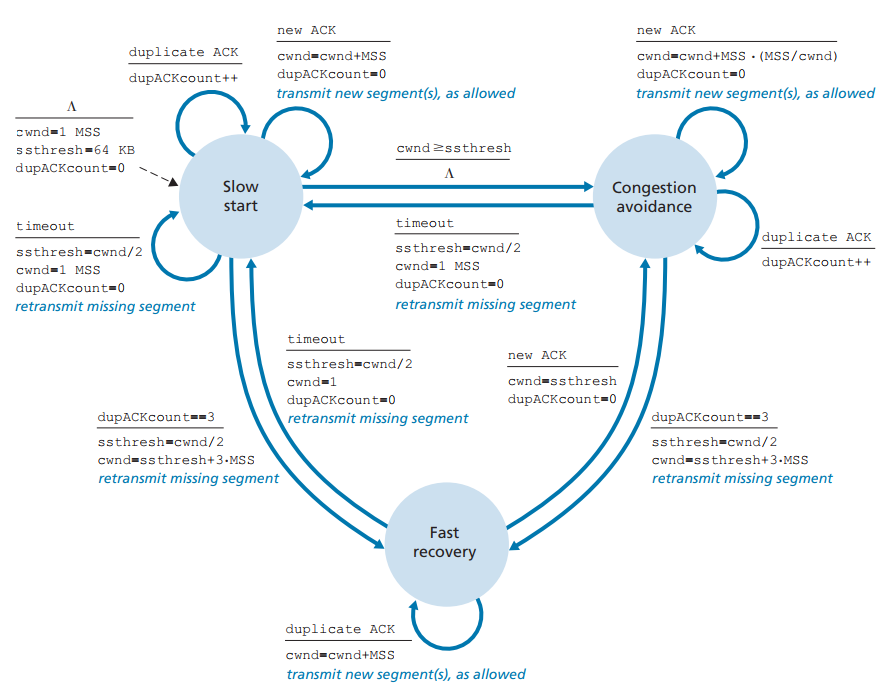 new ACK
cwnd=cwnd+MSS
dupACKcount=0
transmit new segment(s), as allowed
new ACK
cwnd=cwnd+MSS·(MSS/cwnd)
dupACKcount=0
transmit new segment(s), as allowed
duplicate ACK
dupACKcount++
Λ
cwnd=1 MSS
ssthresh=64 KB
dupACKcount=0
cwnd≥ssthresh
Λ
Slow
start
Congestion
avoidance
timeout
ssthresh=cwnd/2
cwnd=1 MSS
dupACKcount=0
retransmit missing segment
timeout
ssthresh=cwnd/2
cwnd=1 MSS
dupACKcount=0
retransmit missing segment
duplicate ACK
dupACKcount++
timeout
ssthresh=cwnd/2
cwnd=1
dupACKcount=0
retransmit missing segment
new ACK
cwnd=ssthresh
dupACKcount=0
dupACKcount==3
ssthresh=cwnd/2
cwnd=ssthresh+3·MSS
retransmit missing segment
dupACKcount==3
ssthresh=cwnd/2
cwnd=ssthresh+3·MSS
retransmit missing segment
Fast
recovery
duplicate ACK
cwnd=cwnd+MSS
transmit new segment(s), as allowed